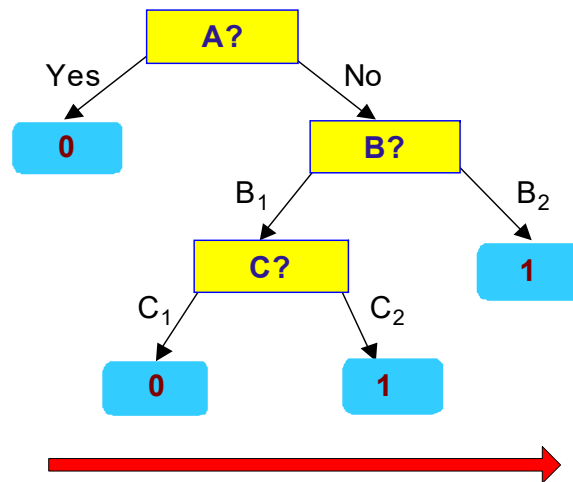 A?
Yes
No
0
B?
B₁
B₂
C?
1
C₁
C₂
0
1